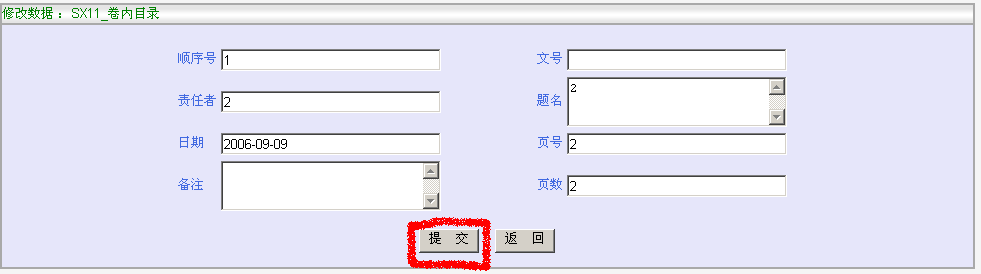 修改数据 : SX11_卷内目录
顺序号 1 文号
责任者 2 题名 2
日期 2006-09-09 页号 2
备注 页数 2
提 交 返 回